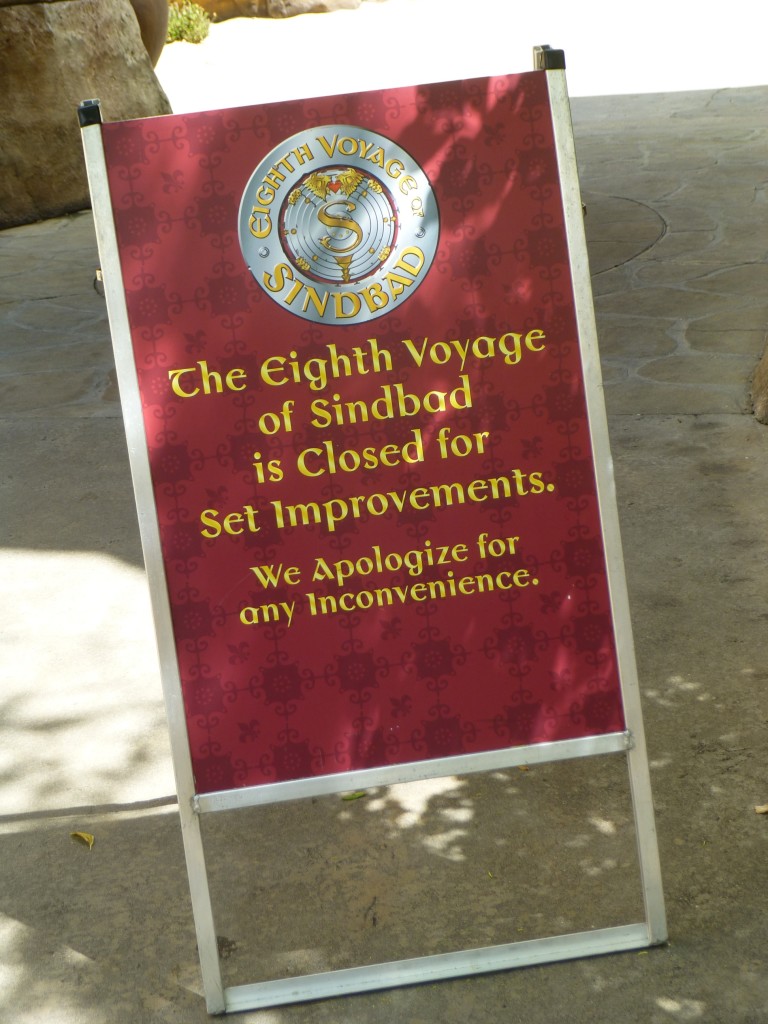 EIGHTH VOYAGE OF
SINDBAD
S
The Eighth Voyage
of Sindbad
is Closed for
Set Improvements.
We Apologize for
any Inconvenience.